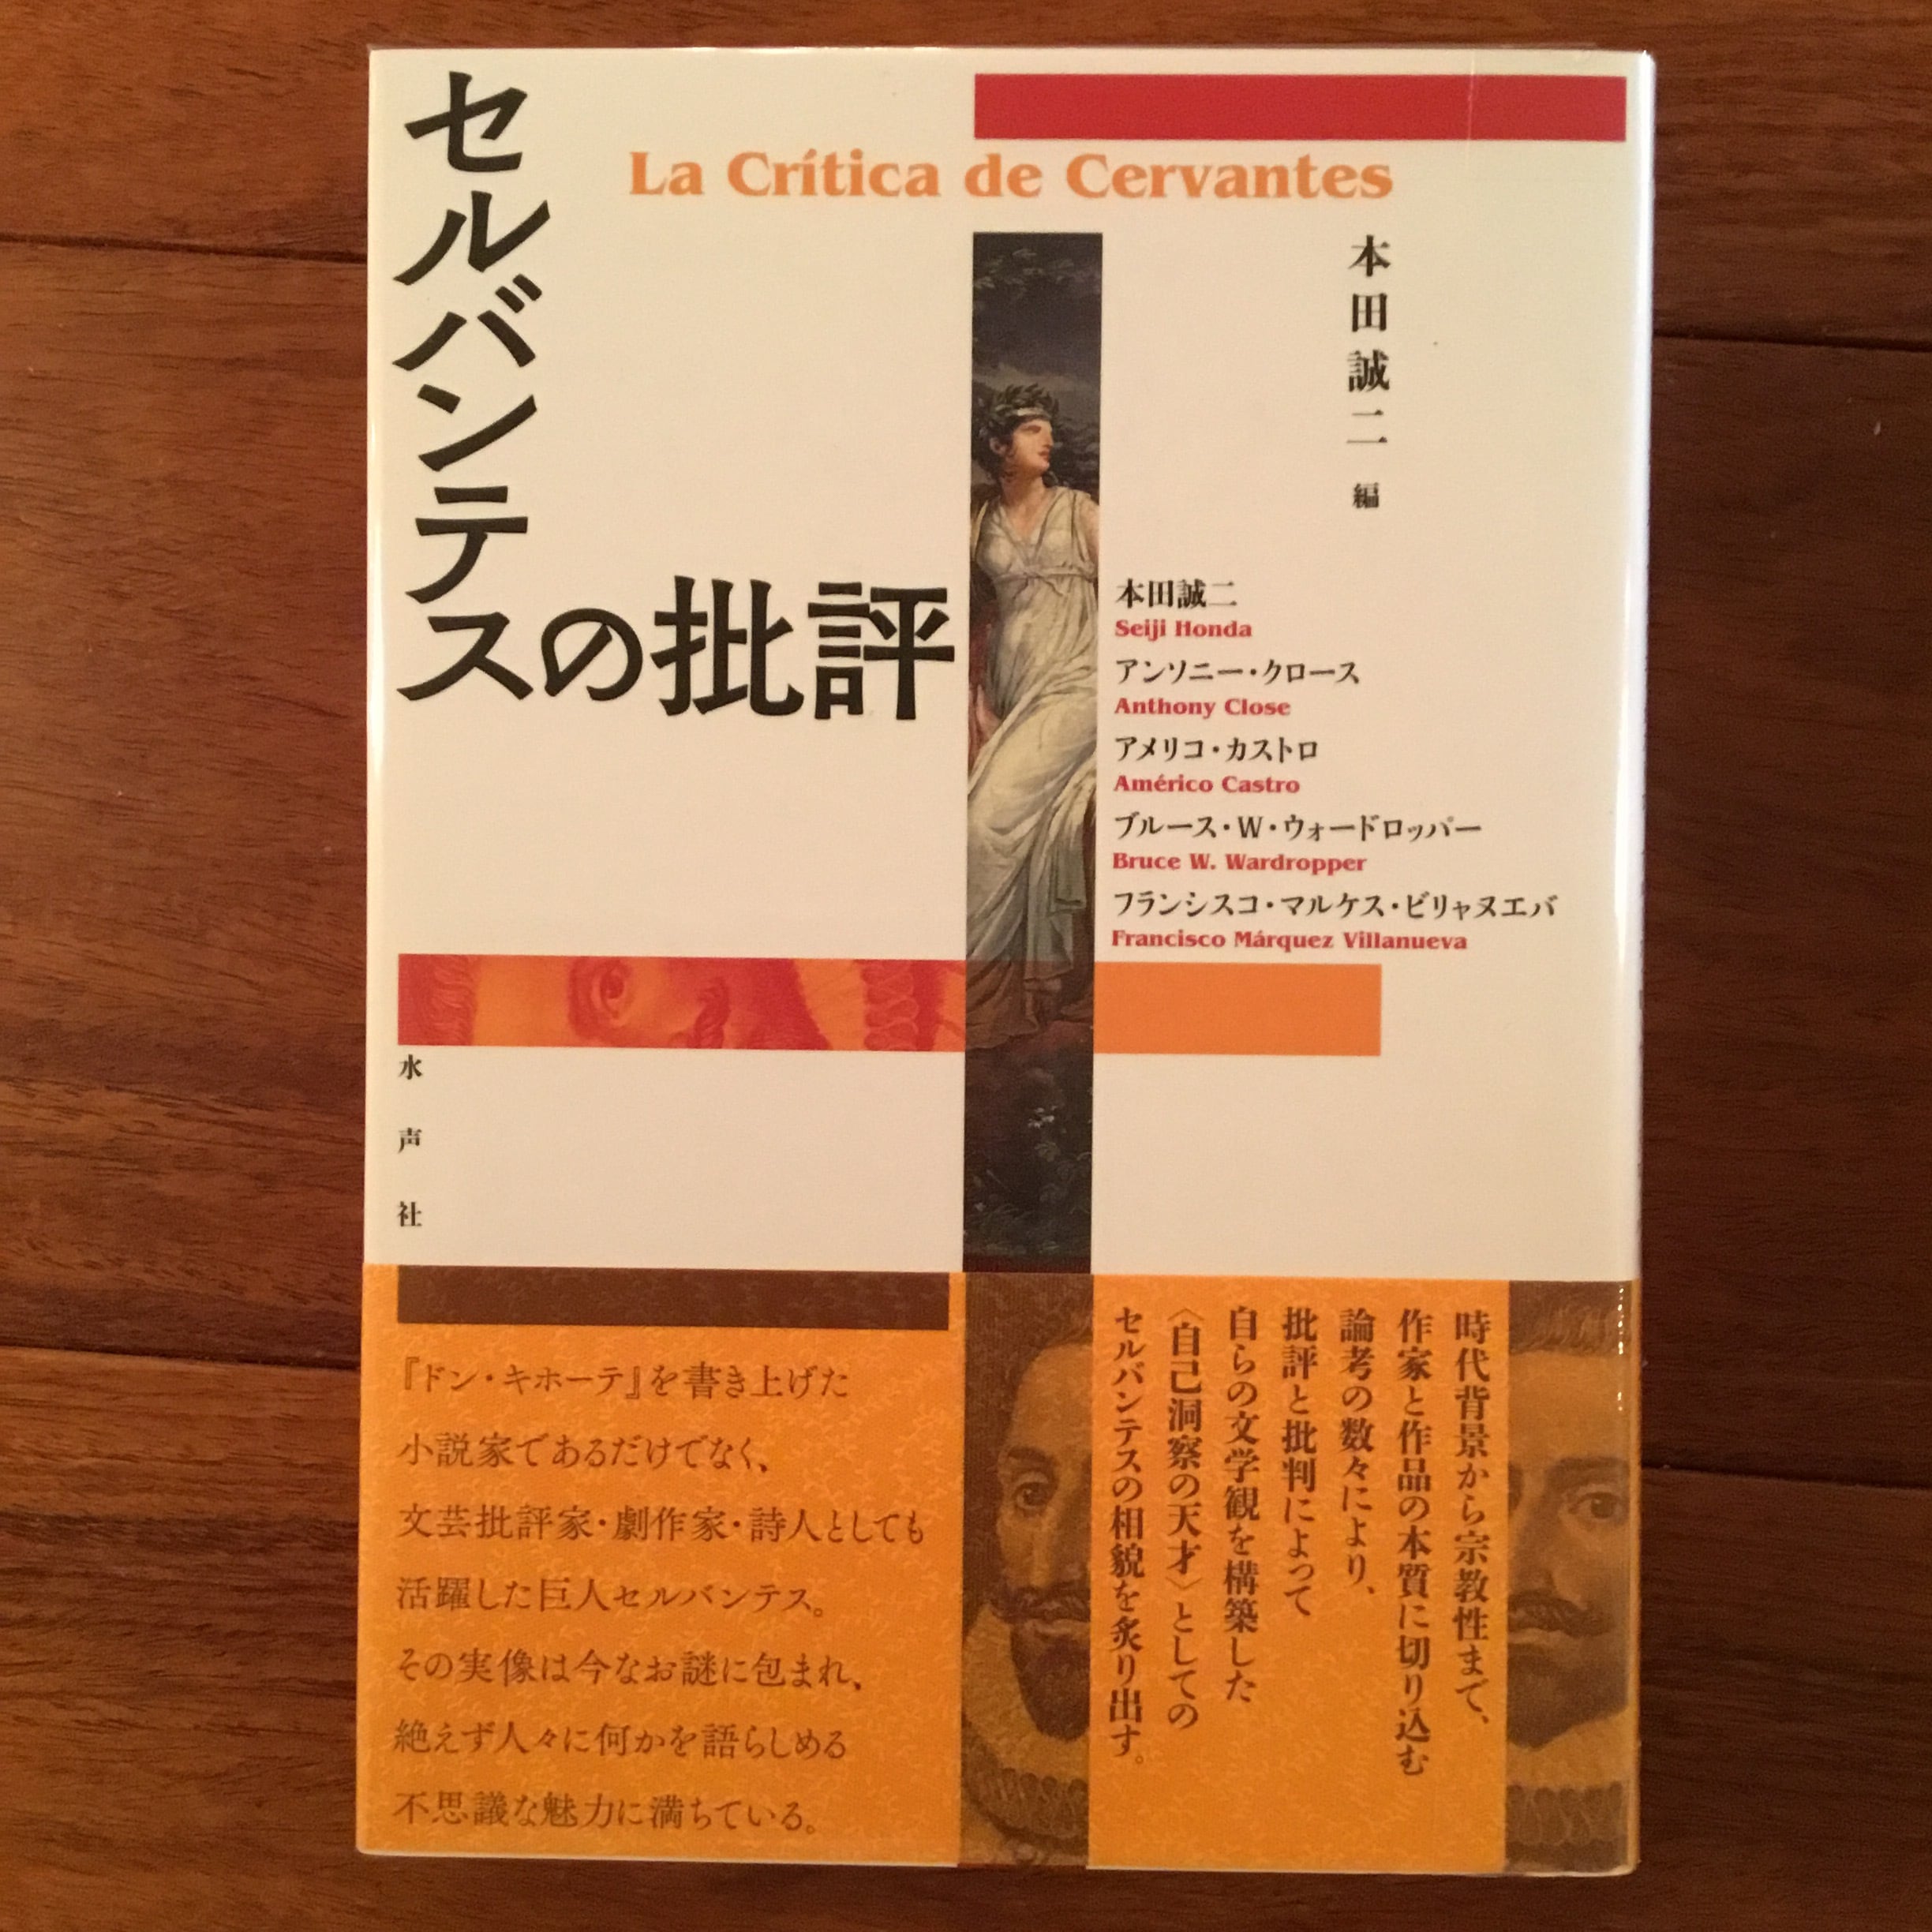 セルバンテスの批評
La Crítica de Cervantes
本田誠二 編
本田誠二
Seiji Honda
アンソニー・クロース
Anthony Close
アメリコ・カストロ
Américo Castro
ブルース・W・ウォードロッパー
Bruce W. Wardropper
フランシスコ・マルケス・ビリャヌエバ
Francisco Márquez Villanueva
水声社
時代背景から宗教性まで、
作家と作品の本質に切り込む
論考の数々により、
批評と批判によって
自らの文学観を構築した
〈自己洞察の天才〉としての
セルバンテスの相貌を炙り出す。
『ドン・キホーテ』を書き上げた
小説家であるだけでなく、
文芸批評家・劇作家・詩人としても
活躍した巨人セルバンテス。
その実像は今なお謎に包まれ、
絶えず人々に何かを語らしめる
不思議な魅力に満ちている。